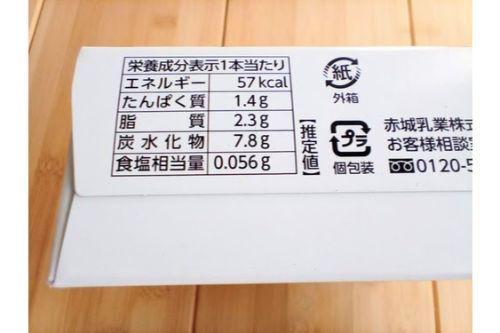 栄養成分表示1本当たり
エネルギー 57kcal
たんぱく質 1.4g
脂質 2.3g
炭水化物 7.8g
食塩相当量 0.056g
【推定値】
紙
外箱
プラ
個包装
赤城乳業株式
お客様相談室
0120-5